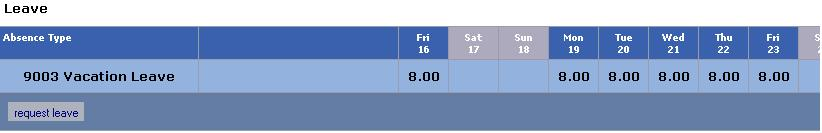 Leave
Absence Type Fri Sat Sun Mon Tue Wed Thu Fri
16 17 18 19 20 21 22 23
9003 Vacation Leave 8.00 8.00 8.00 8.00 8.00 8.00
request leave